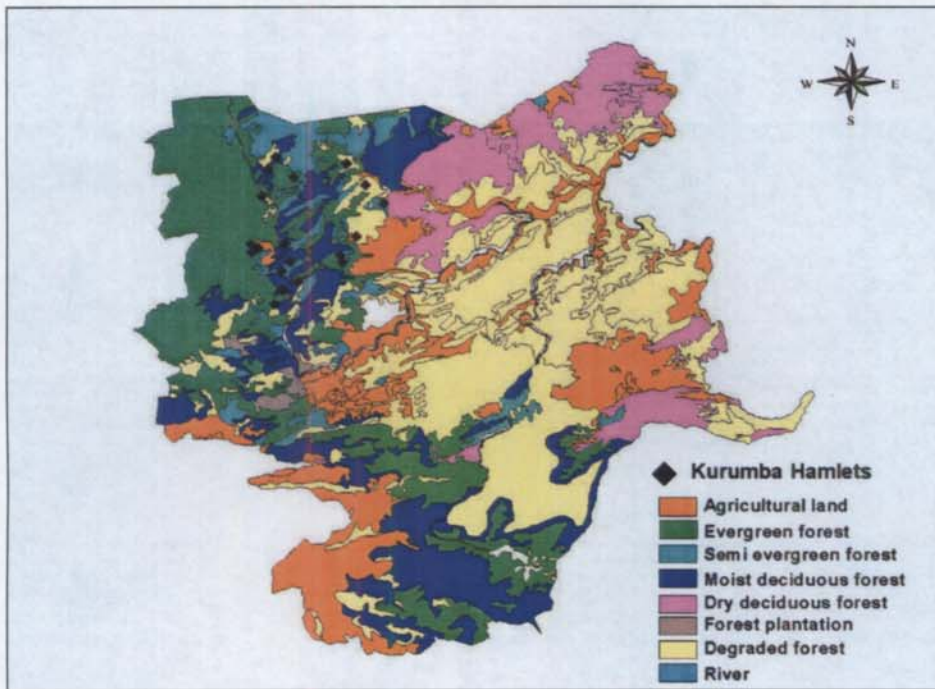 N
W E
S
Kurumba Hamlets
Agricultural land
Evergreen forest
Semi evergreen forest
Moist deciduous forest
Dry deciduous forest
Forest plantation
Degraded forest
River